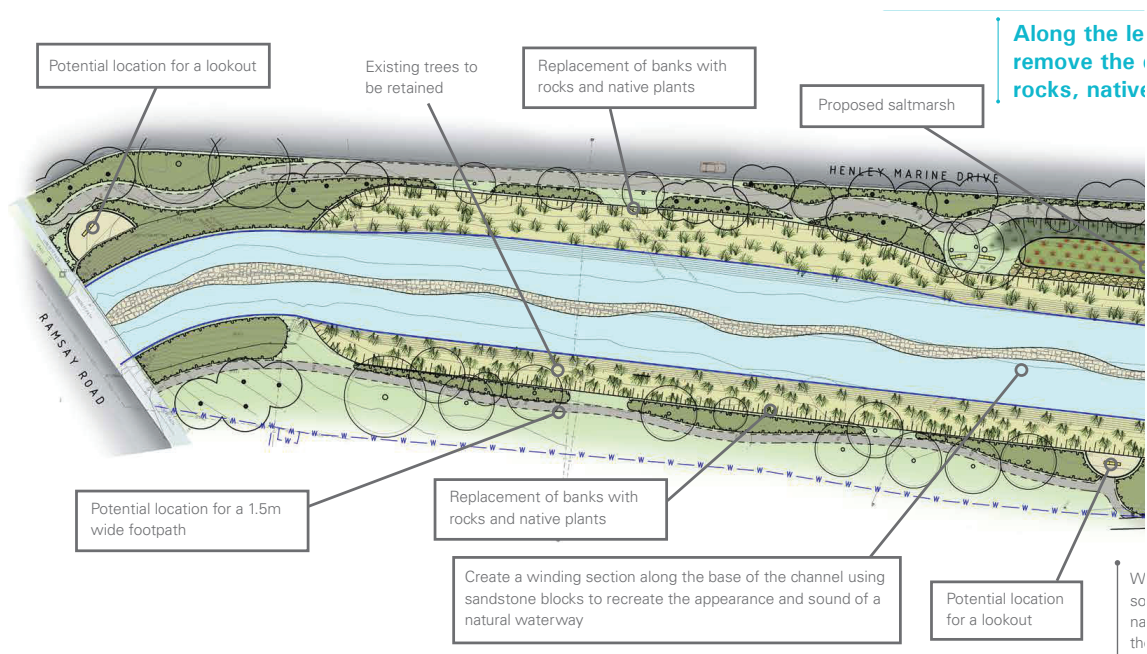 Along the le
remove the
rocks, native
Potential location for a lookout
Existing trees to
be retained
Replacement of banks with
rocks and native plants
Proposed saltmarsh
HENLEY MARINE DRIVE
RAMSAY ROAD
W W W W W W W W W W W W W W W W W W W W W W W W W
Potential location for a 1.5m
wide footpath
Replacement of banks with
rocks and native plants
Create a winding section along the base of the channel using
sandstone blocks to recreate the appearance and sound of a
natural waterway
Potential location
for a lookout
W
so
na
the